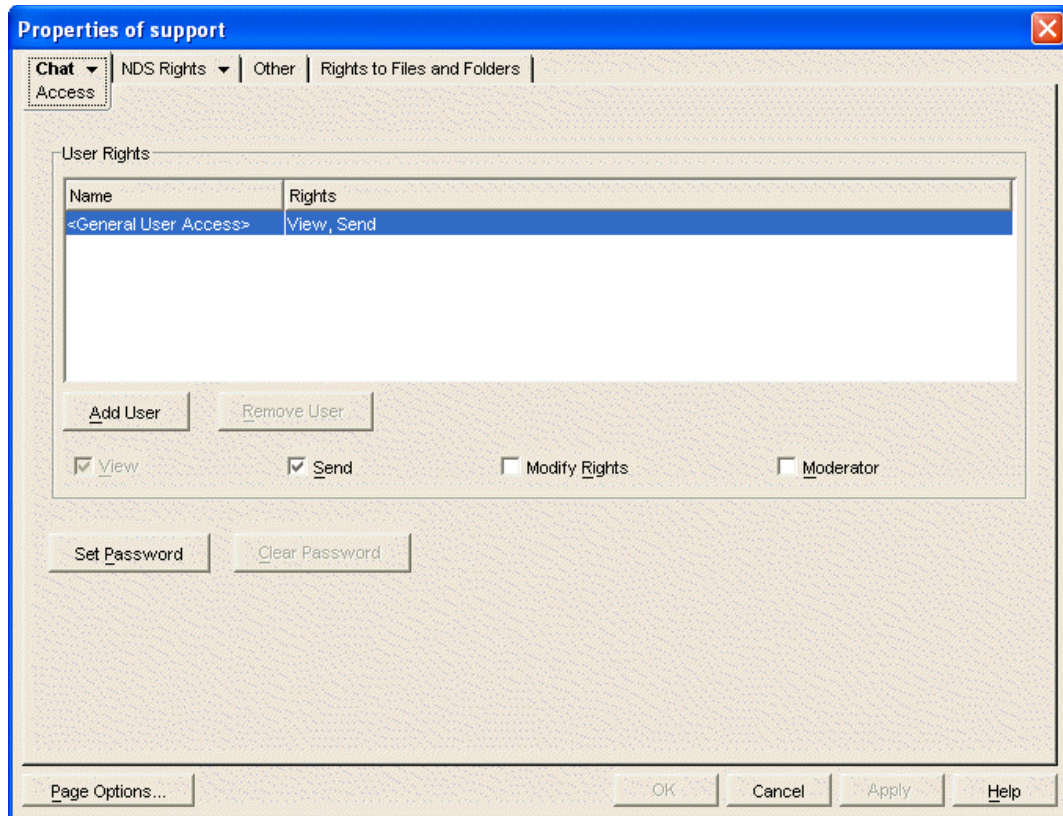 Properties of support
Chat NDS Rights Other Rights to Files and Folders
Access
User Rights
Name Rights
<General User Access> View, Send
Add User Remove User
View Send Modify Rights Moderator
Set Password Clear Password
Page Options... OK Cancel Apply Help